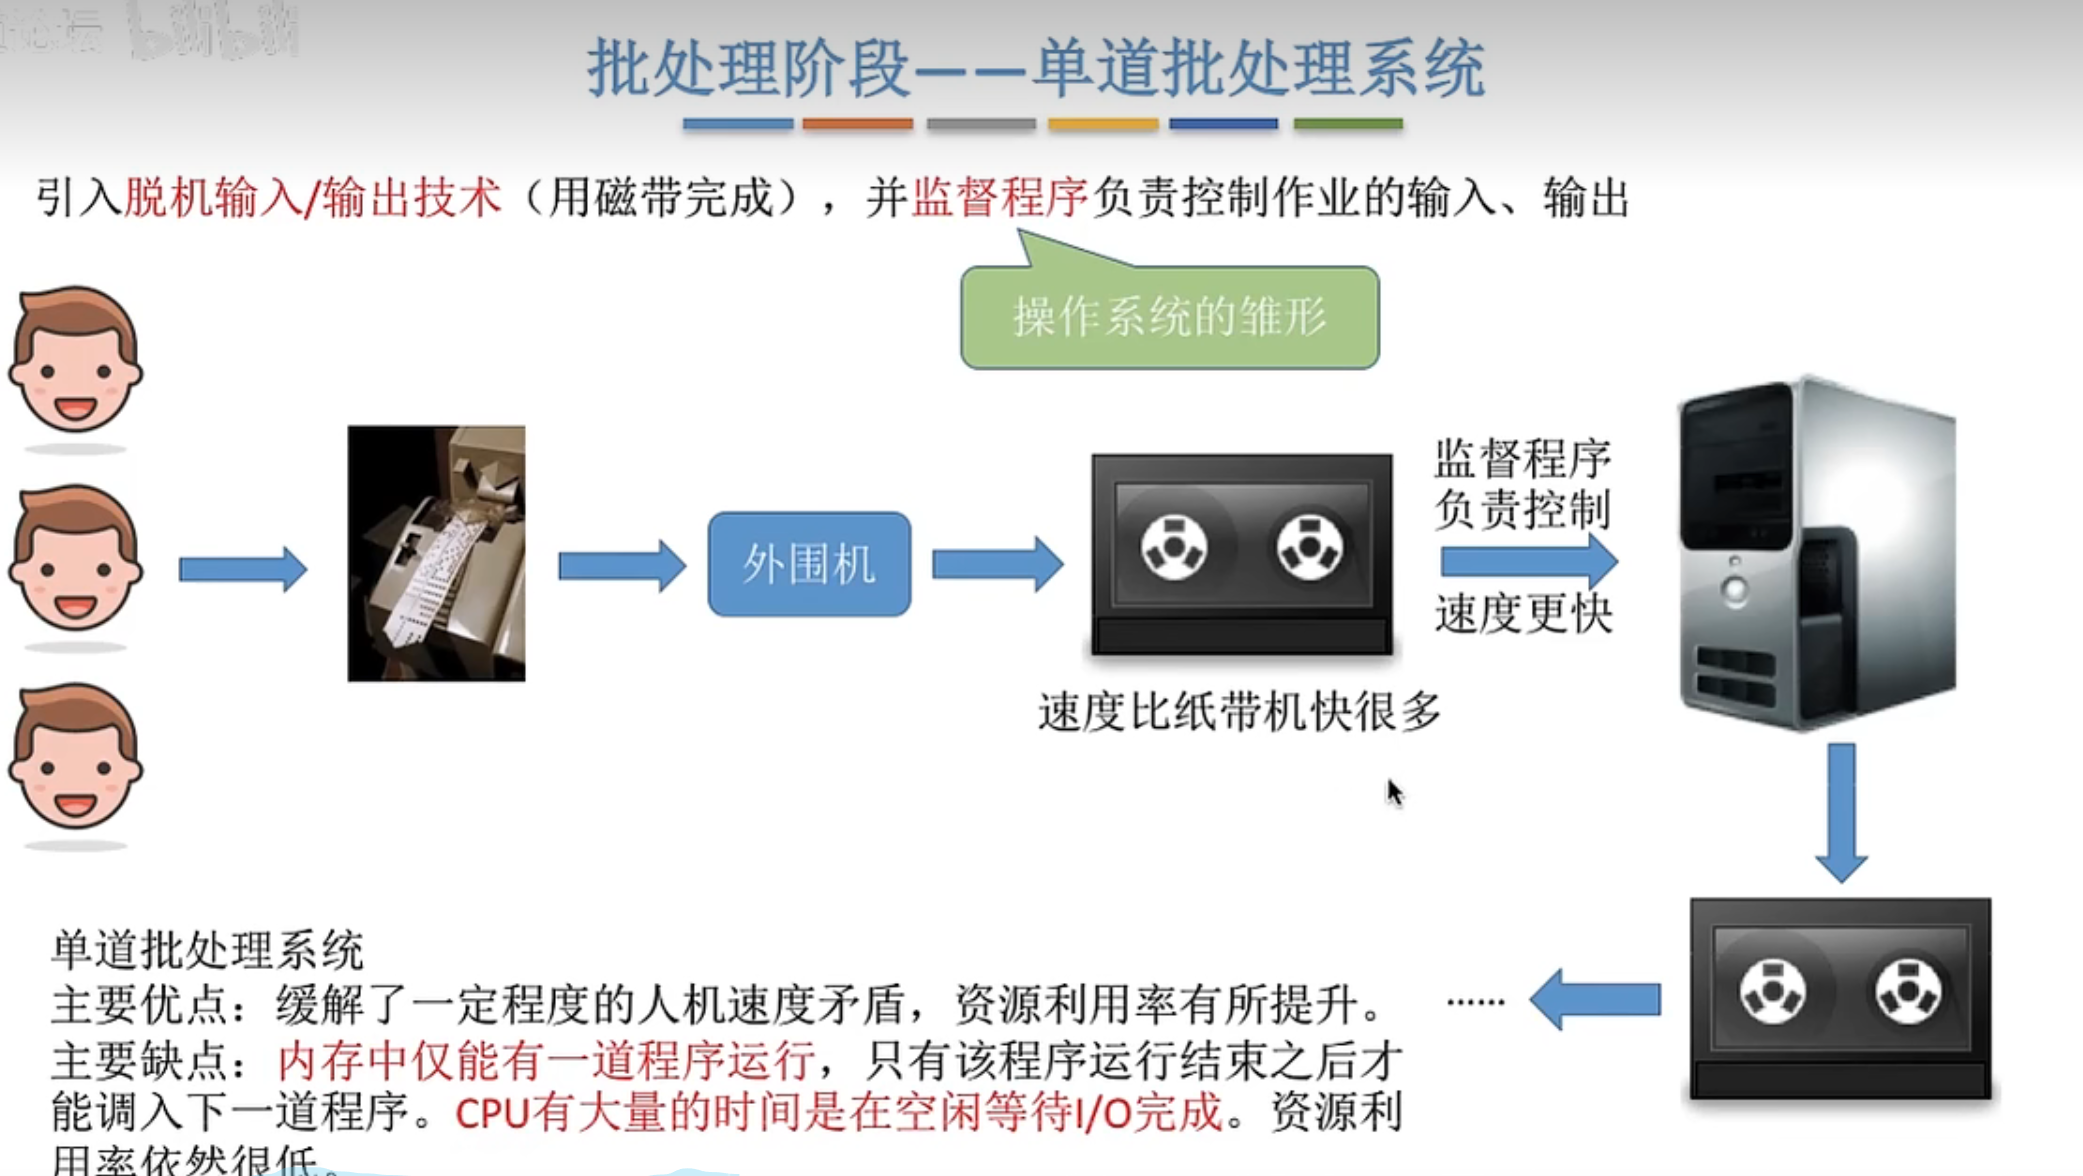 批处理阶段——单道批处理系统
引入脱机输入/输出技术（用磁带完成），并监督程序负责控制作业的输入、输出
操作系统的雏形
外围机
监督程序
负责控制
速度更快
速度比纸带机快很多
单道批处理系统
主要优点：缓解了一定程度的人机速度矛盾，资源利用率有所提升。
主要缺点：内存中仅能有一道程序运行，只有该程序运行结束之后才
能调入下一道程序。CPU有大量的时间是在空闲等待I/O完成。资源利
用率依然很低。
......
bilibili